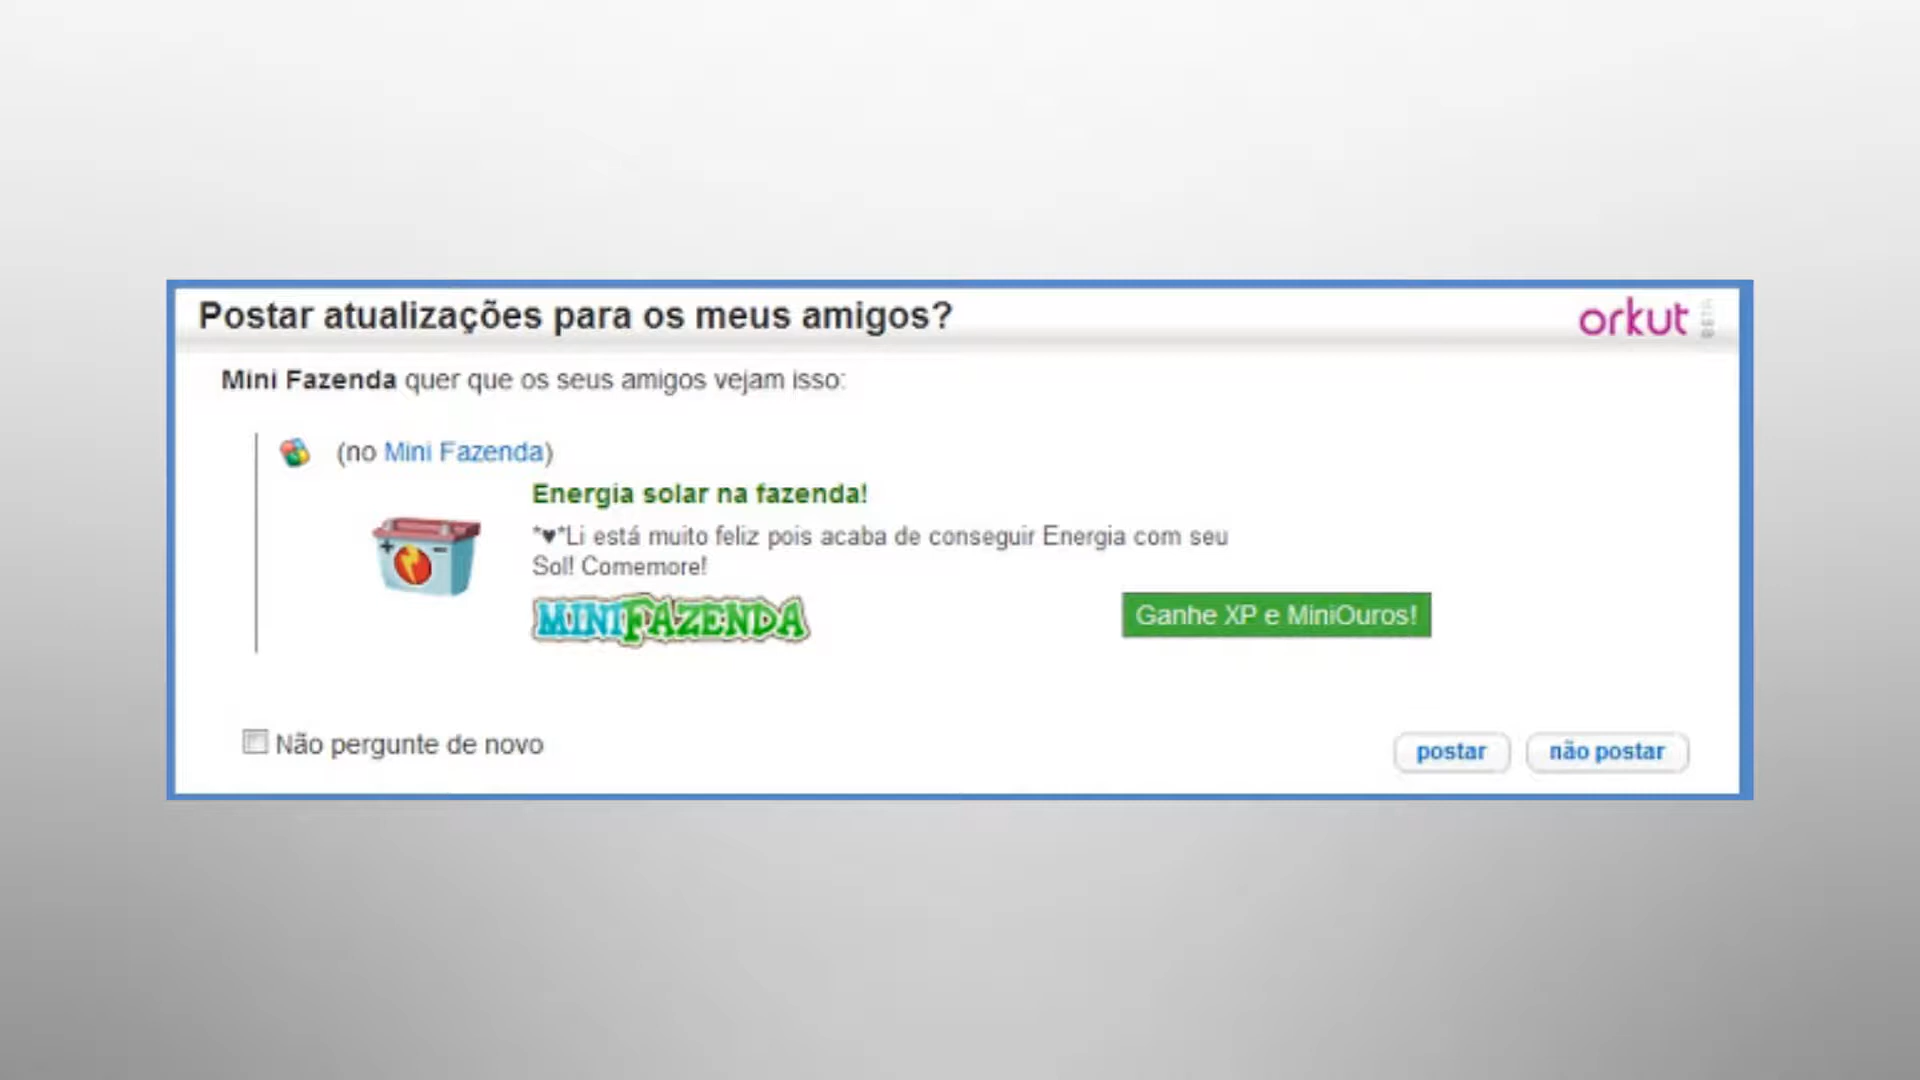 Postar atualizações para os meus amigos?
orkut BETA
Mini Fazenda quer que os seus amigos vejam isso:
(no Mini Fazenda)
Energia solar na fazenda!
*♥*Li está muito feliz pois acaba de conseguir Energia com seu
Sol! Comemore!
MINIFAZENDA
Ganhe XP e MiniOuros!
Não pergunte de novo
postar
não postar